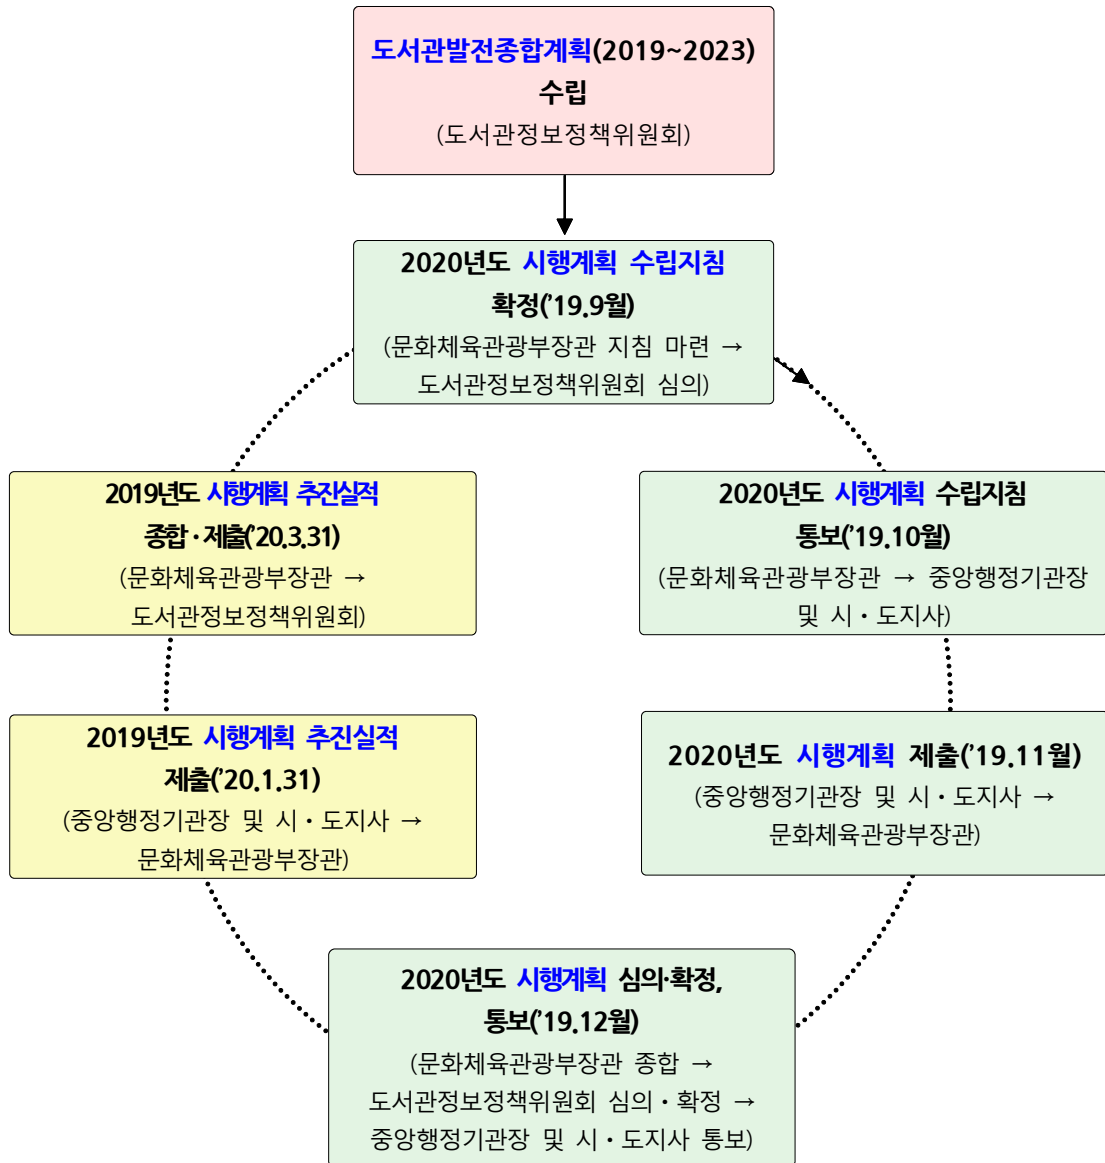 도서관발전종합계획(2019~2023)
수립
(도서관정보정책위원회)
2020년도 시행계획 수립지침
확정('19.9월)
(문화체육관광부장관 지침 마련 →
도서관정보정책위원회 심의)
2020년도 시행계획 수립지침
통보('19.10월)
(문화체육관광부장관 → 중앙행정기관장
및 시·도지사)
2020년도 시행계획 제출('19.11월)
(중앙행정기관장 및 시·도지사 →
문화체육관광부장관)
2020년도 시행계획 심의·확정,
통보('19.12월)
(문화체육관광부장관 종합 →
도서관정보정책위원회 심의·확정 →
중앙행정기관장 및 시·도지사 통보)
2019년도 시행계획 추진실적
제출('20.1.31)
(중앙행정기관장 및 시·도지사 →
문화체육관광부장관)
2019년도 시행계획 추진실적
종합·제출('20.3.31)
(문화체육관광부장관 →
도서관정보정책위원회)